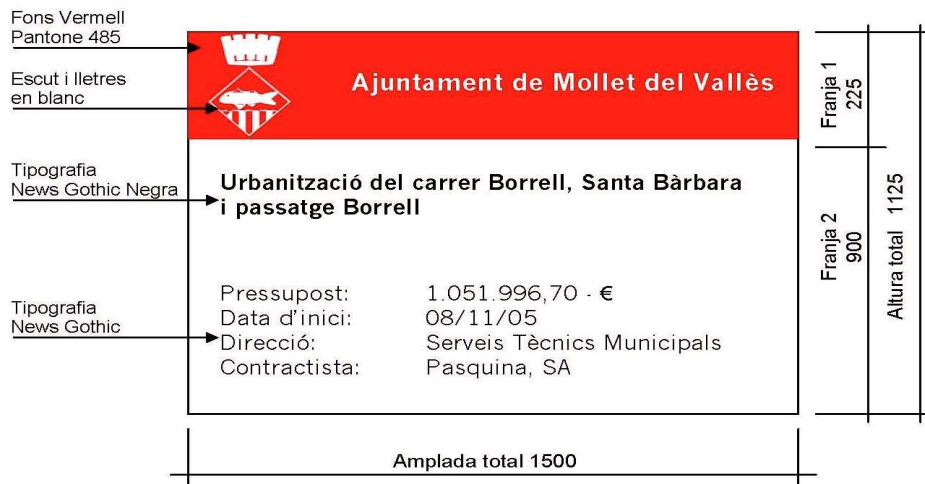 Fons Vermell
Pantone 485
Escut i lletres
en blanc
Tipografia
News Gothic Negra
Tipografia
News Gothic
Ajuntament de Mollet del Vallès
Urbanització del carrer Borrell, Santa Bàrbara
i passatge Borrell
Pressupost: 1.051.996,70 - €
Data d'inici: 08/11/05
Direcció: Serveis Tècnics Municipals
Contractista: Pasquina, SA
Franja 1
225
Franja 2
900
Altura total 1125
Amplada total 1500